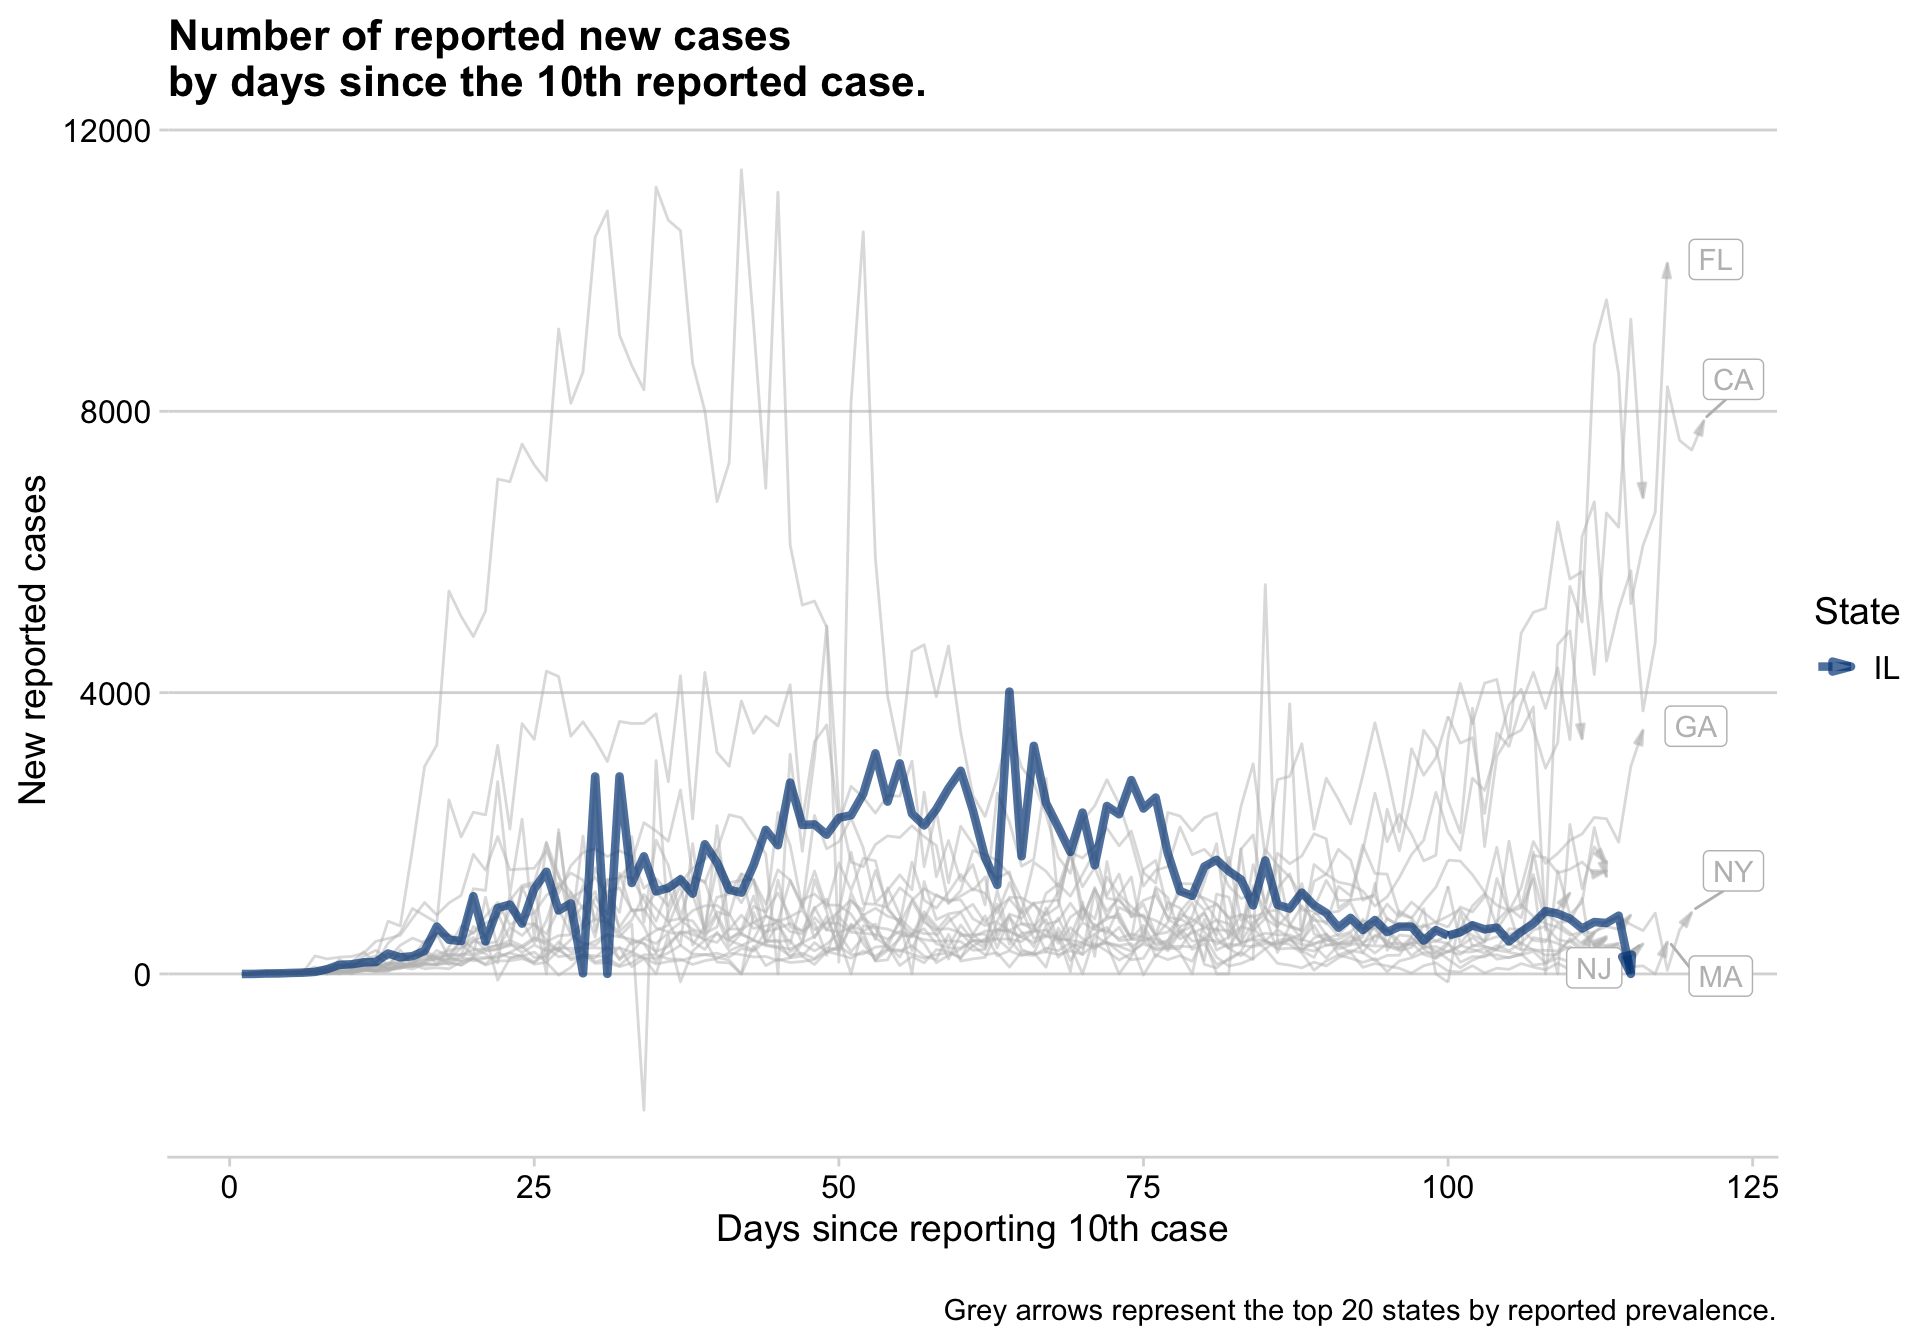 Number of reported new cases
by days since the 10th reported case.
12000
8000
4000
0
New reported cases
FL
CA
GA
NY
NJ
MA
State
IL
0
25
50
75
100
125
Days since reporting 10th case
Grey arrows represent the top 20 states by reported prevalence.